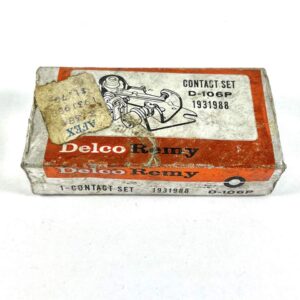 CONTACT SET
D-106P
1931988
APEX
Delco Remy
Delco Remy
1-CONTACT SET 1931988 D-106P